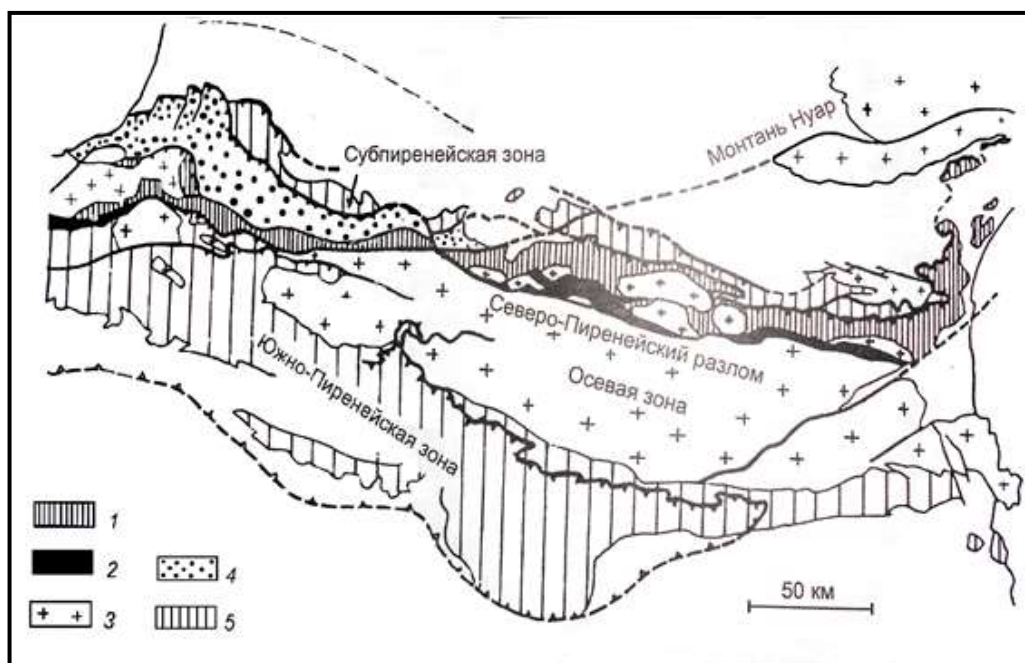 Монтань Нуар
Субпиренейская зона
Северо-Пиренейский разлом
Осевая зона
Южно-Пиренейская зона
1
2
3
4
5
50 км